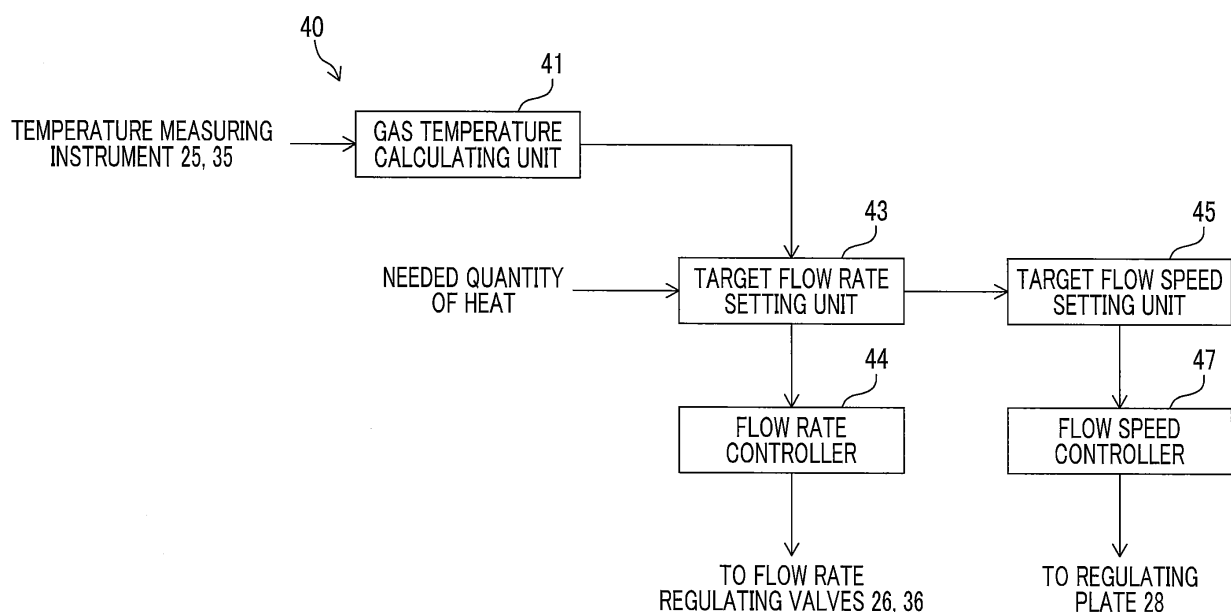 40
41
TEMPERATURE MEASURING
INSTRUMENT 25, 35
GAS TEMPERATURE
CALCULATING UNIT
43
45
NEEDED QUANTITY
OF HEAT
TARGET FLOW RATE
SETTING UNIT
TARGET FLOW SPEED
SETTING UNIT
44
47
FLOW RATE
CONTROLLER
FLOW SPEED
CONTROLLER
TO FLOW RATE
REGULATING VALVES 26, 36
TO REGULATING
PLATE 28